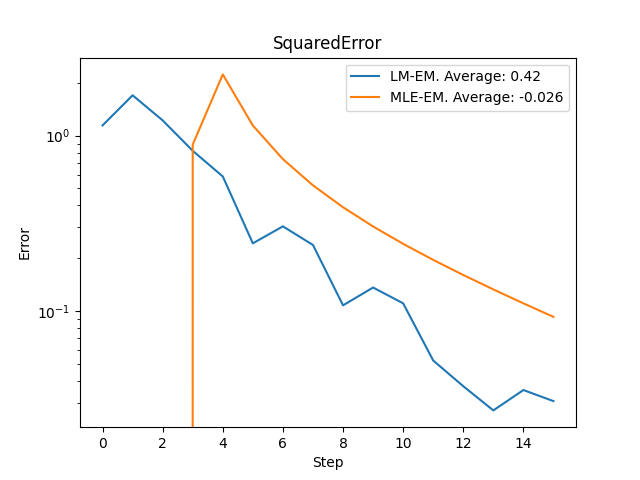 SquaredError
LM-EM. Average: 0.42
MLE-EM. Average: -0.026
10⁰
10⁻¹
Error
0 2 4 6 8 10 12 14
Step